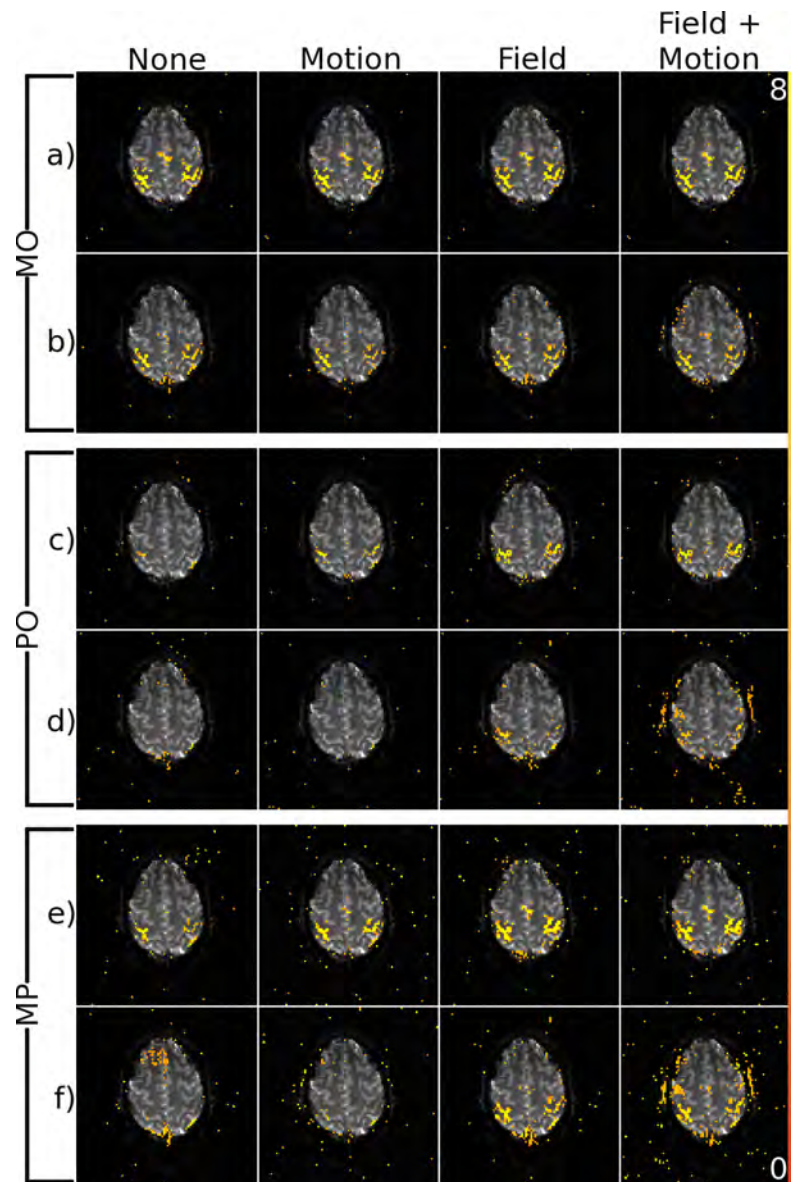 None Motion Field Field + Motion
8
a)
MO
b)
c)
PO
d)
e)
MP
f)
0